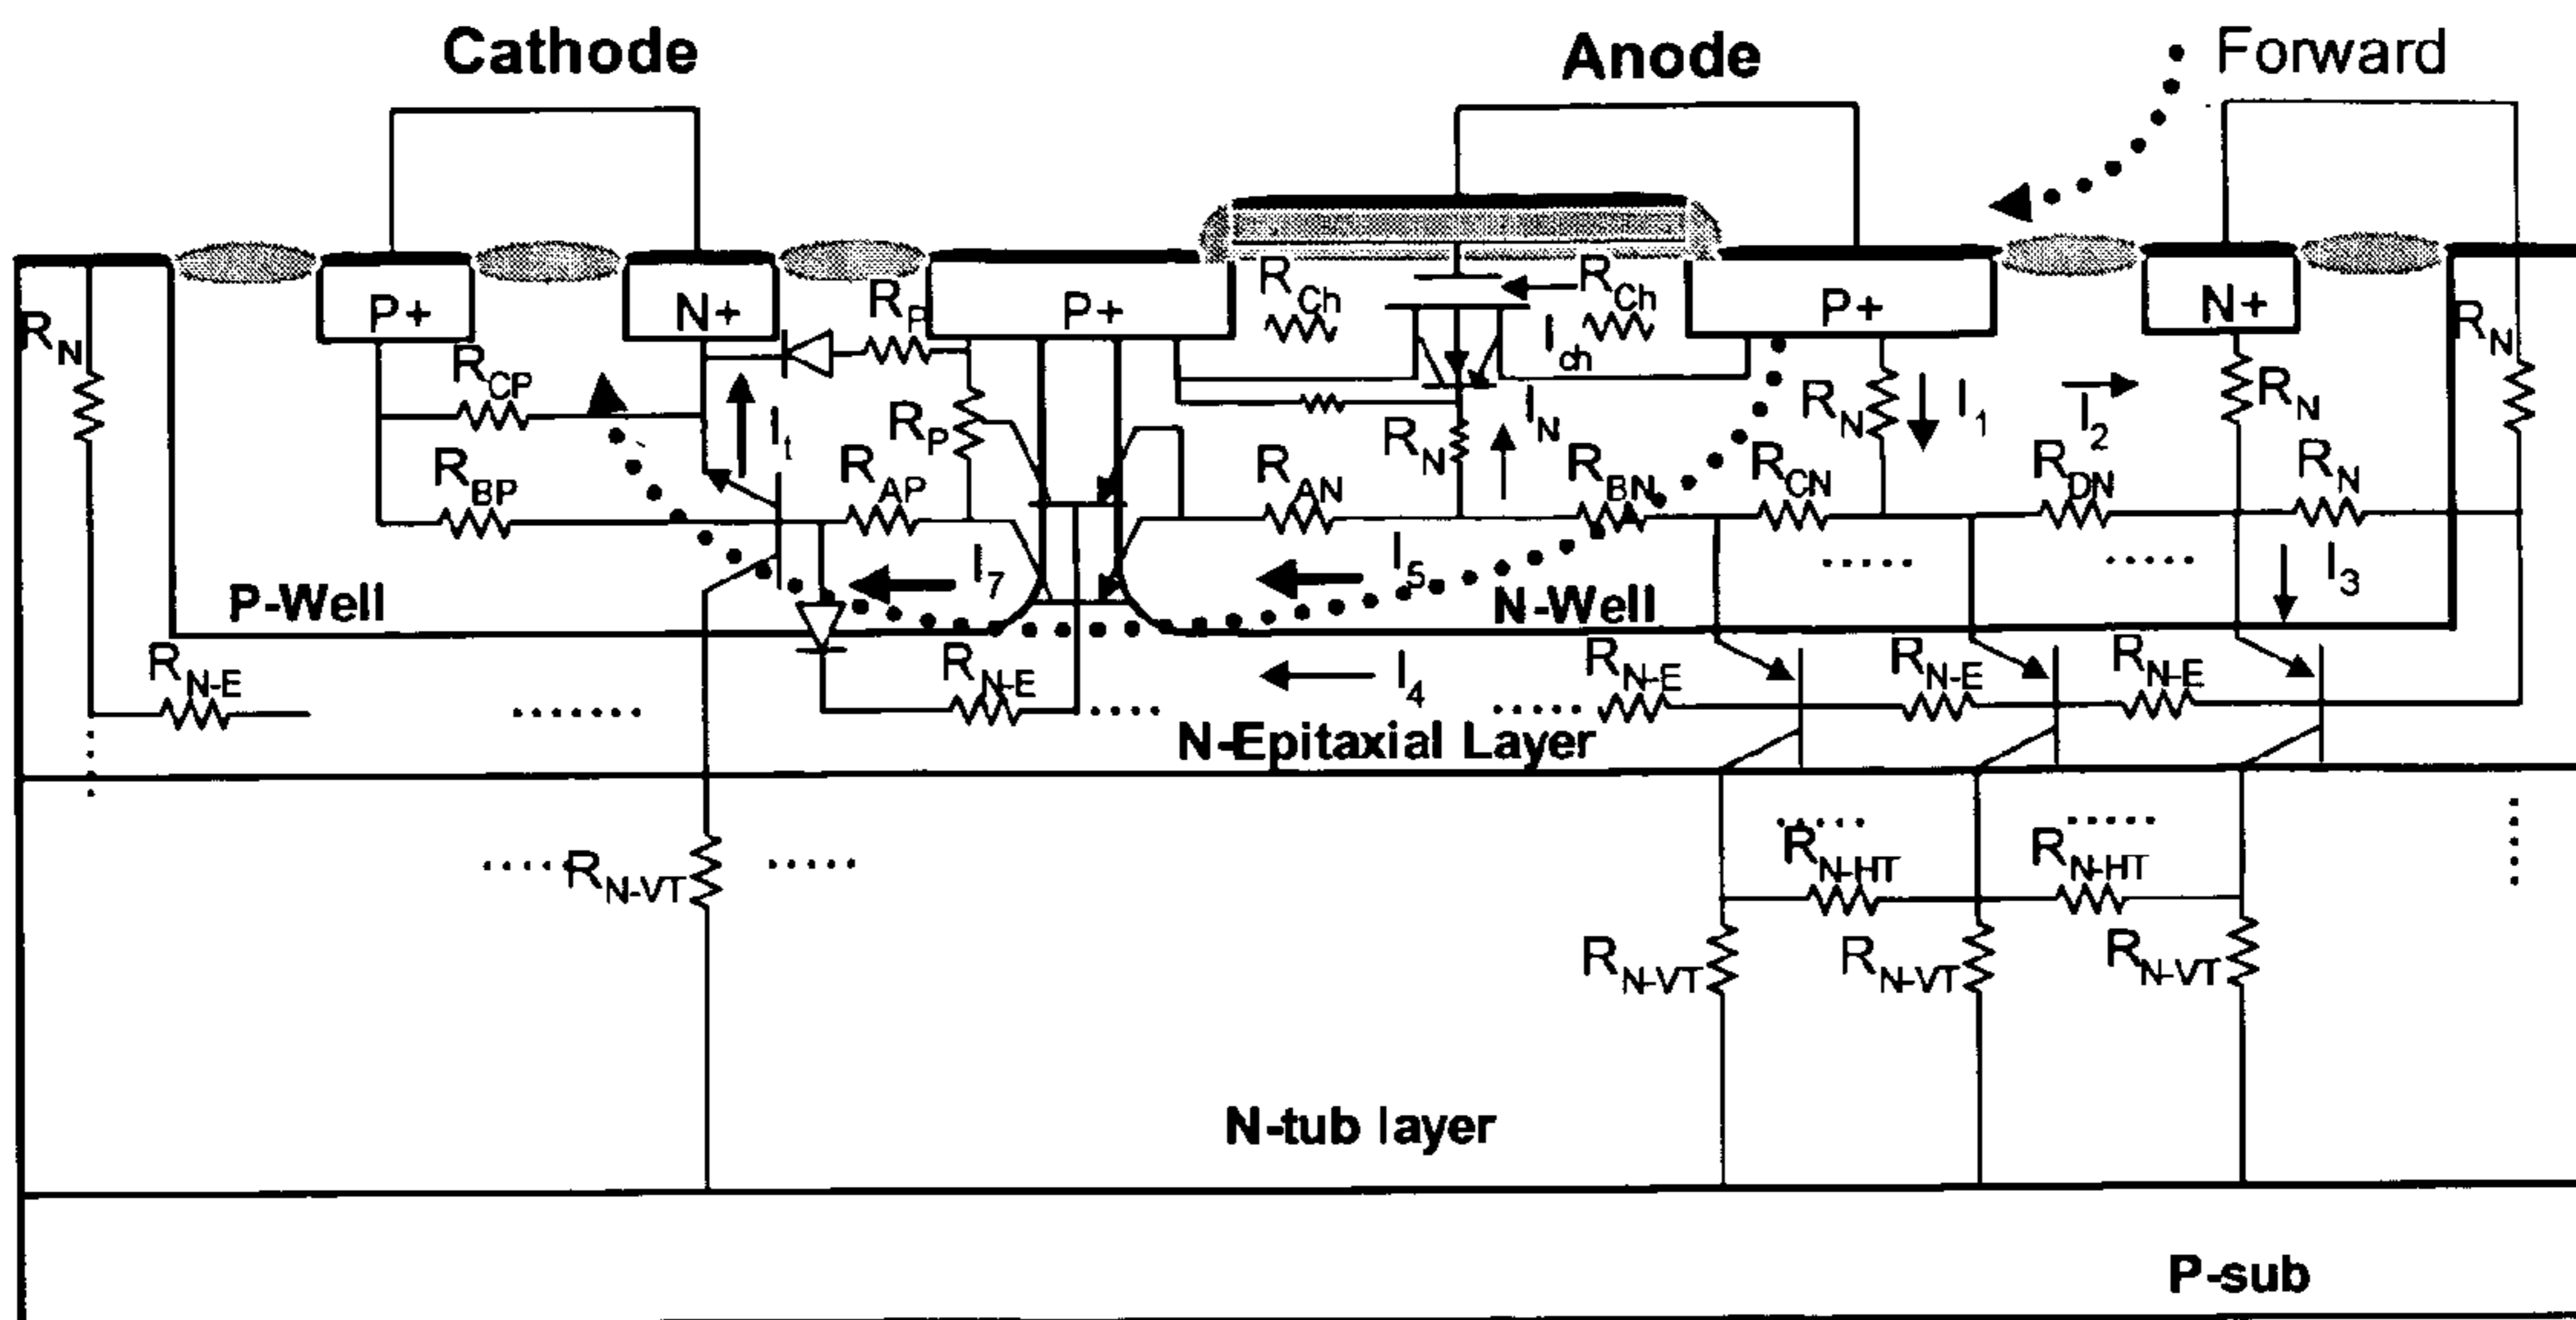 Cathode
Anode
Forward
P+
N+
P+
P+
N+
R_N
R_CP
R_P
R_Ch
R_Ch
I_ch
R_N
R_BP
I_t
R_P
R_AP
R_AN
R_N
I_N
R_BN
R_N
I_1
R_CN
I_2
R_DN
R_N
R_N
I_7
I_5
I_3
P-Well
N-Well
R_N-E
R_N-E
I_4
R_N-E
R_N-E
R_N-E
N-Epitaxial Layer
R_N-VT
R_N-HT
R_N-HT
R_N-VT
R_N-VT
R_N-VT
N-tub layer
P-sub